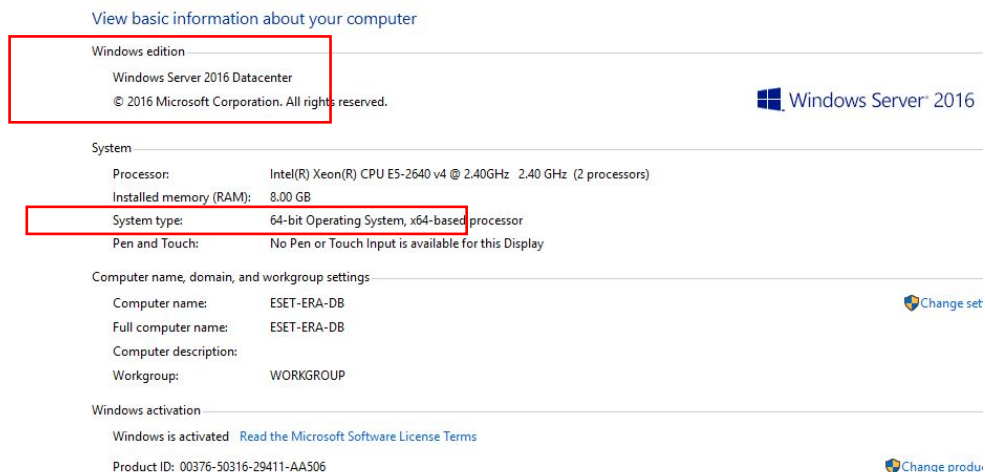 View basic information about your computer
Windows edition
Windows Server 2016 Datacenter
© 2016 Microsoft Corporation. All rights reserved.
Windows Server® 2016
System
Processor: Intel(R) Xeon(R) CPU E5-2640 v4 @ 2.40GHz 2.40 GHz (2 processors)
Installed memory (RAM): 8.00 GB
System type: 64-bit Operating System, x64-based processor
Pen and Touch: No Pen or Touch Input is available for this Display
Computer name, domain, and workgroup settings
Computer name: ESET-ERA-DB
Change set
Full computer name: ESET-ERA-DB
Computer description:
Workgroup: WORKGROUP
Windows activation
Windows is activated Read the Microsoft Software License Terms
Product ID: 00376-50316-29411-AA506
Change produc